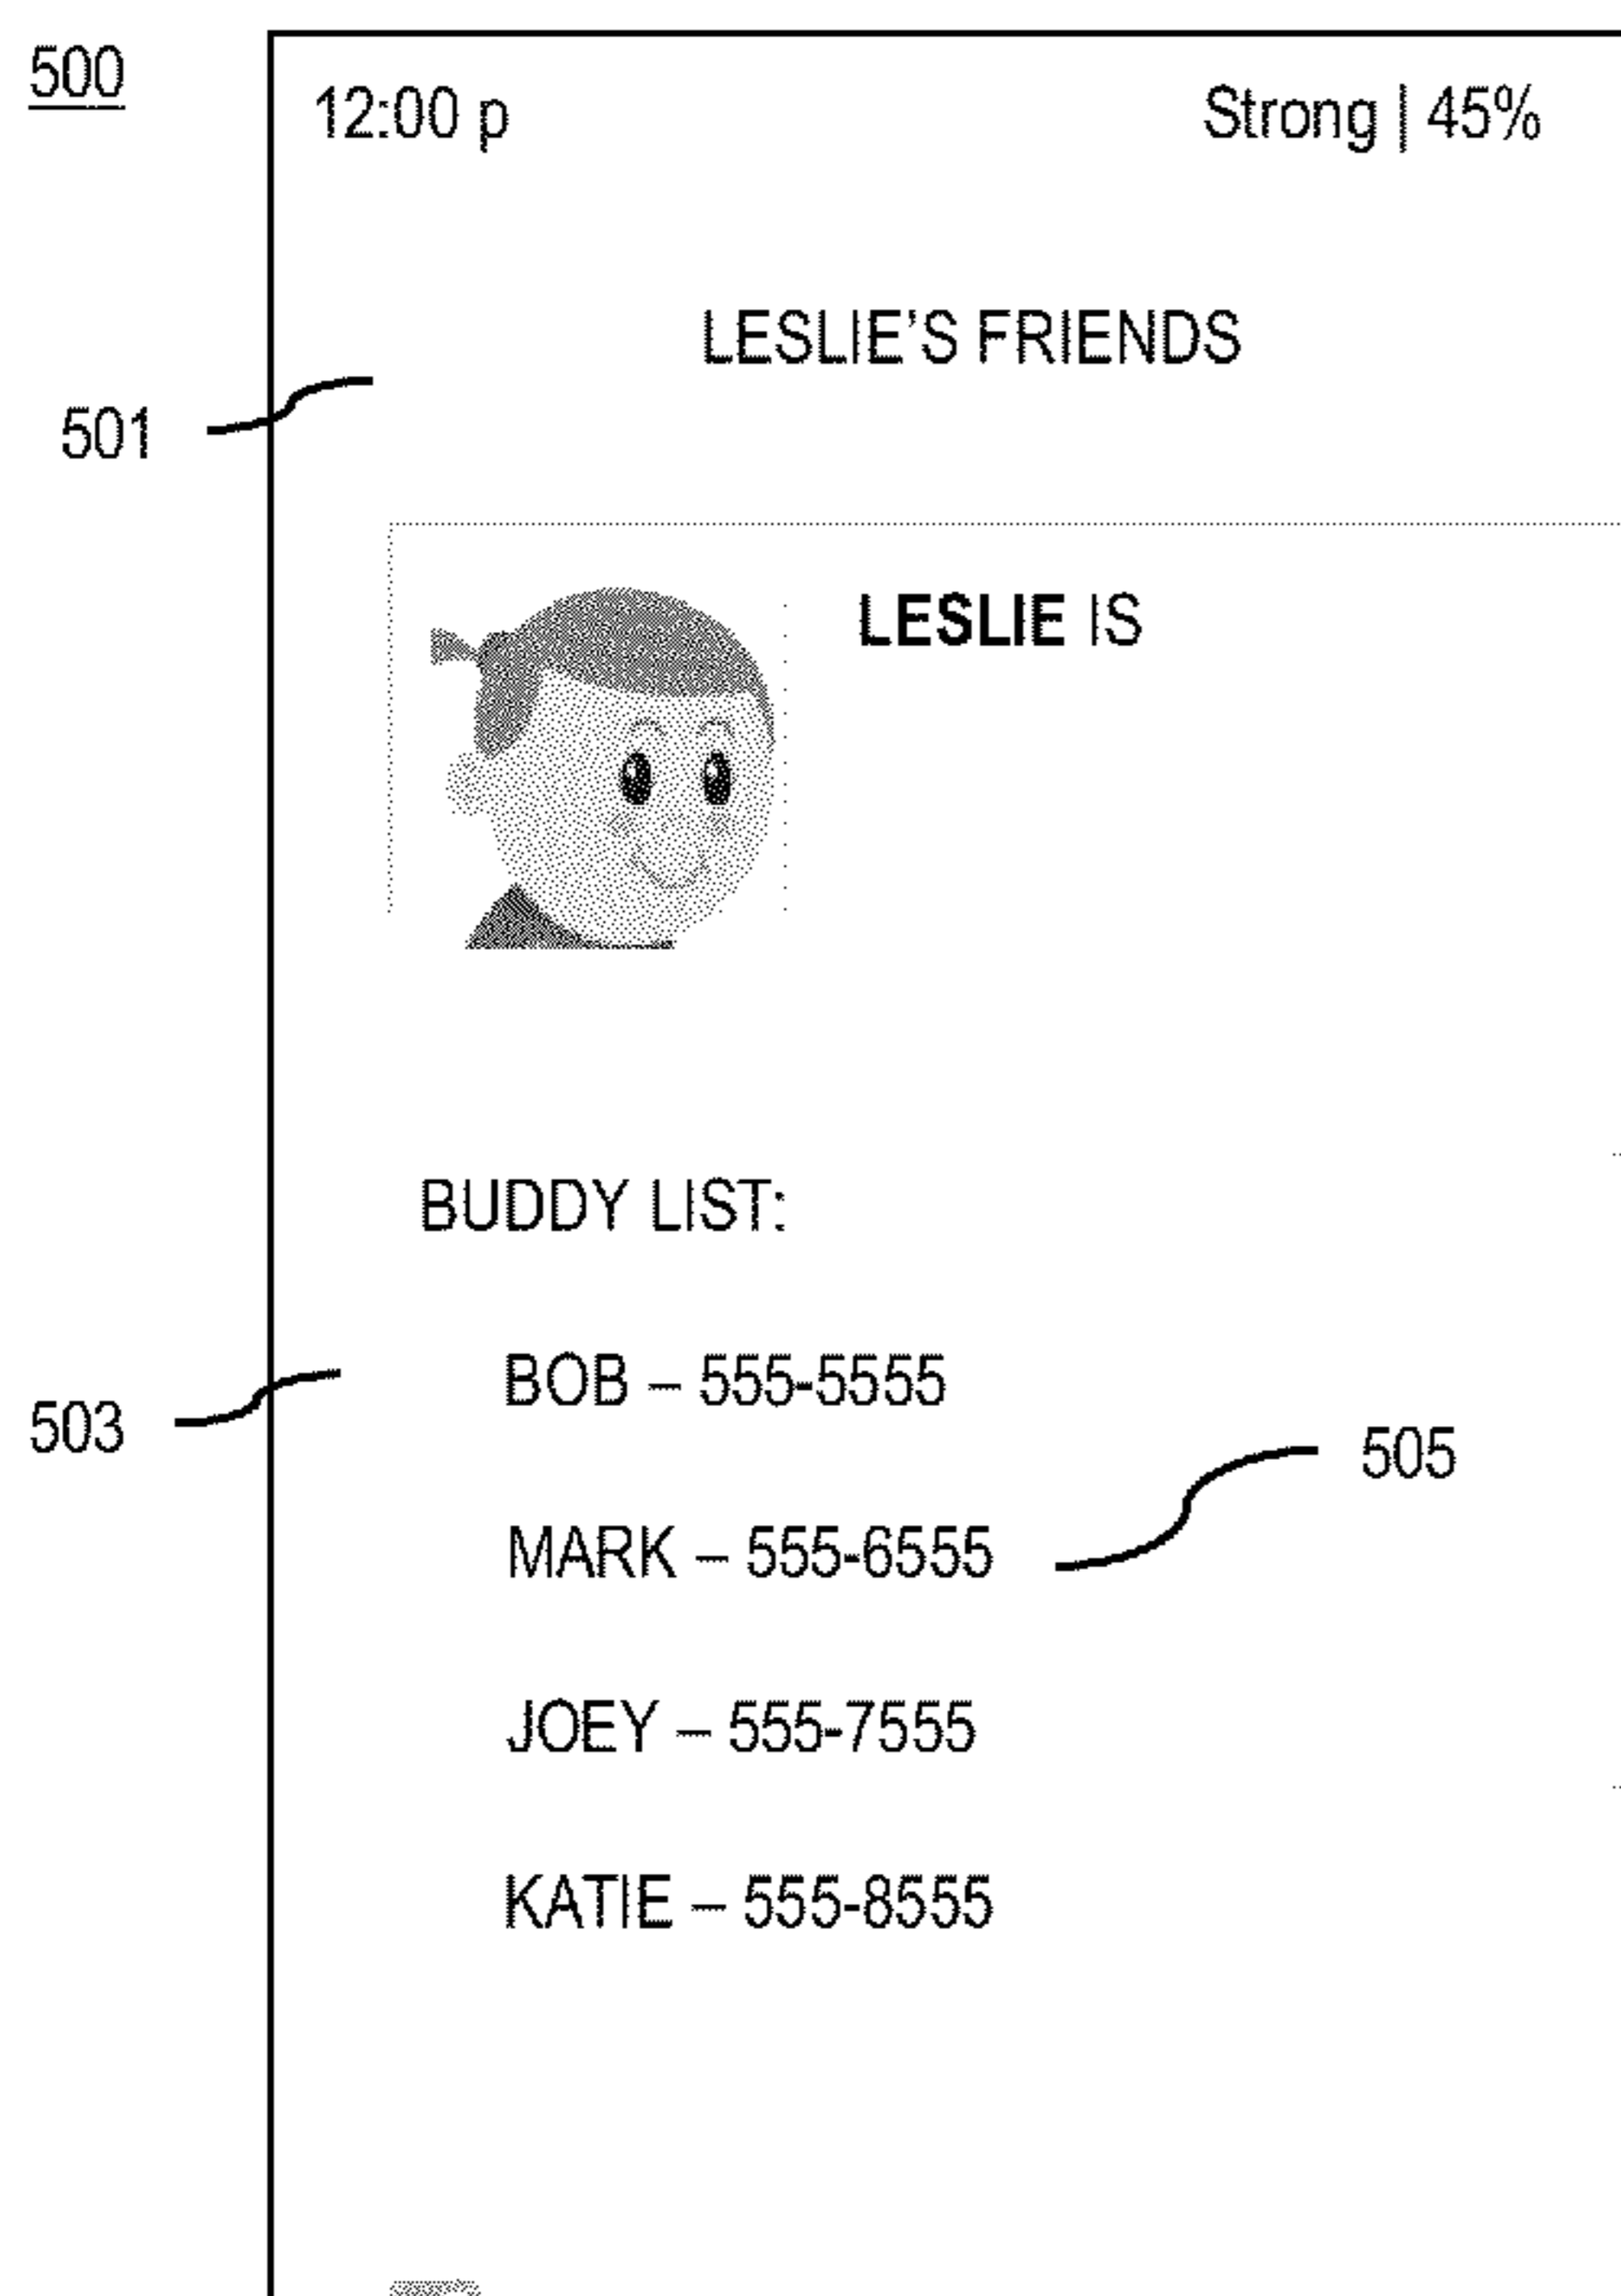 500
12:00 p Strong | 45%
LESLIE'S FRIENDS
501
LESLIE IS
BUDDY LIST:
BOB – 555-5555
503
505
MARK – 555-6555
JOEY – 555-7555
KATIE – 555-8555